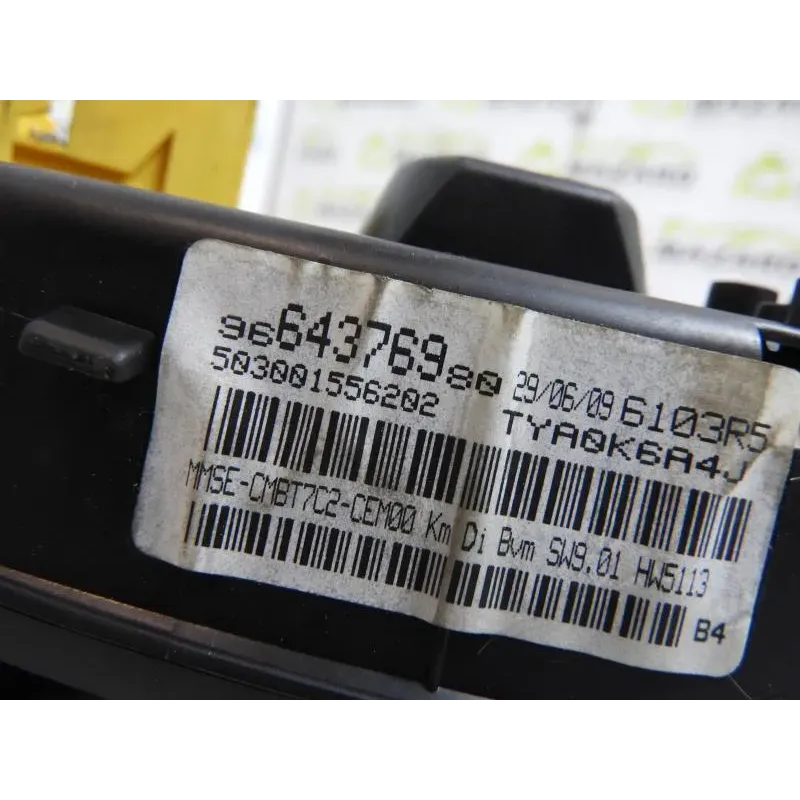 9664376980 29/06/09 6103R5
503001556202 TYA0K6A4J
MMSE-CMBT7C2-CEM00 Km Di Bvm SW9.01 HW5113
B4